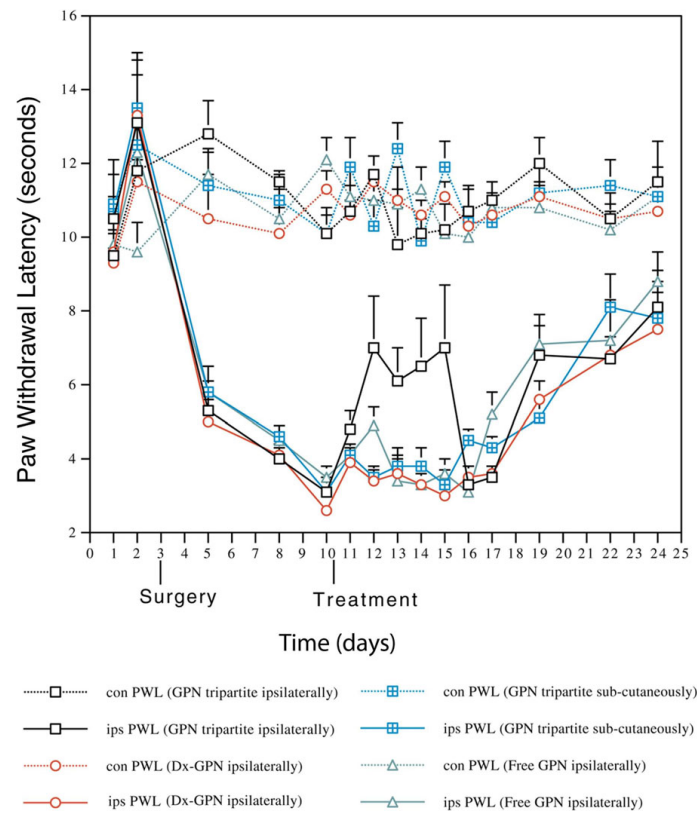 16
14
12
10
8
6
4
2
Paw Withdrawal Latency (seconds)
0 1 2 3 4 5 6 7 8 9 10 11 12 13 14 15 16 17 18 19 20 21 22 23 24 25
Surgery
Treatment
Time (days)
con PWL (GPN tripartite ipsilaterally)
ips PWL (GPN tripartite ipsilaterally)
con PWL (Dx-GPN ipsilaterally)
ips PWL (Dx-GPN ipsilaterally)
con PWL (GPN tripartite sub-cutaneously)
ips PWL (GPN tripartite sub-cutaneously)
con PWL (Free GPN ipsilaterally)
ips PWL (Free GPN ipsilaterally)